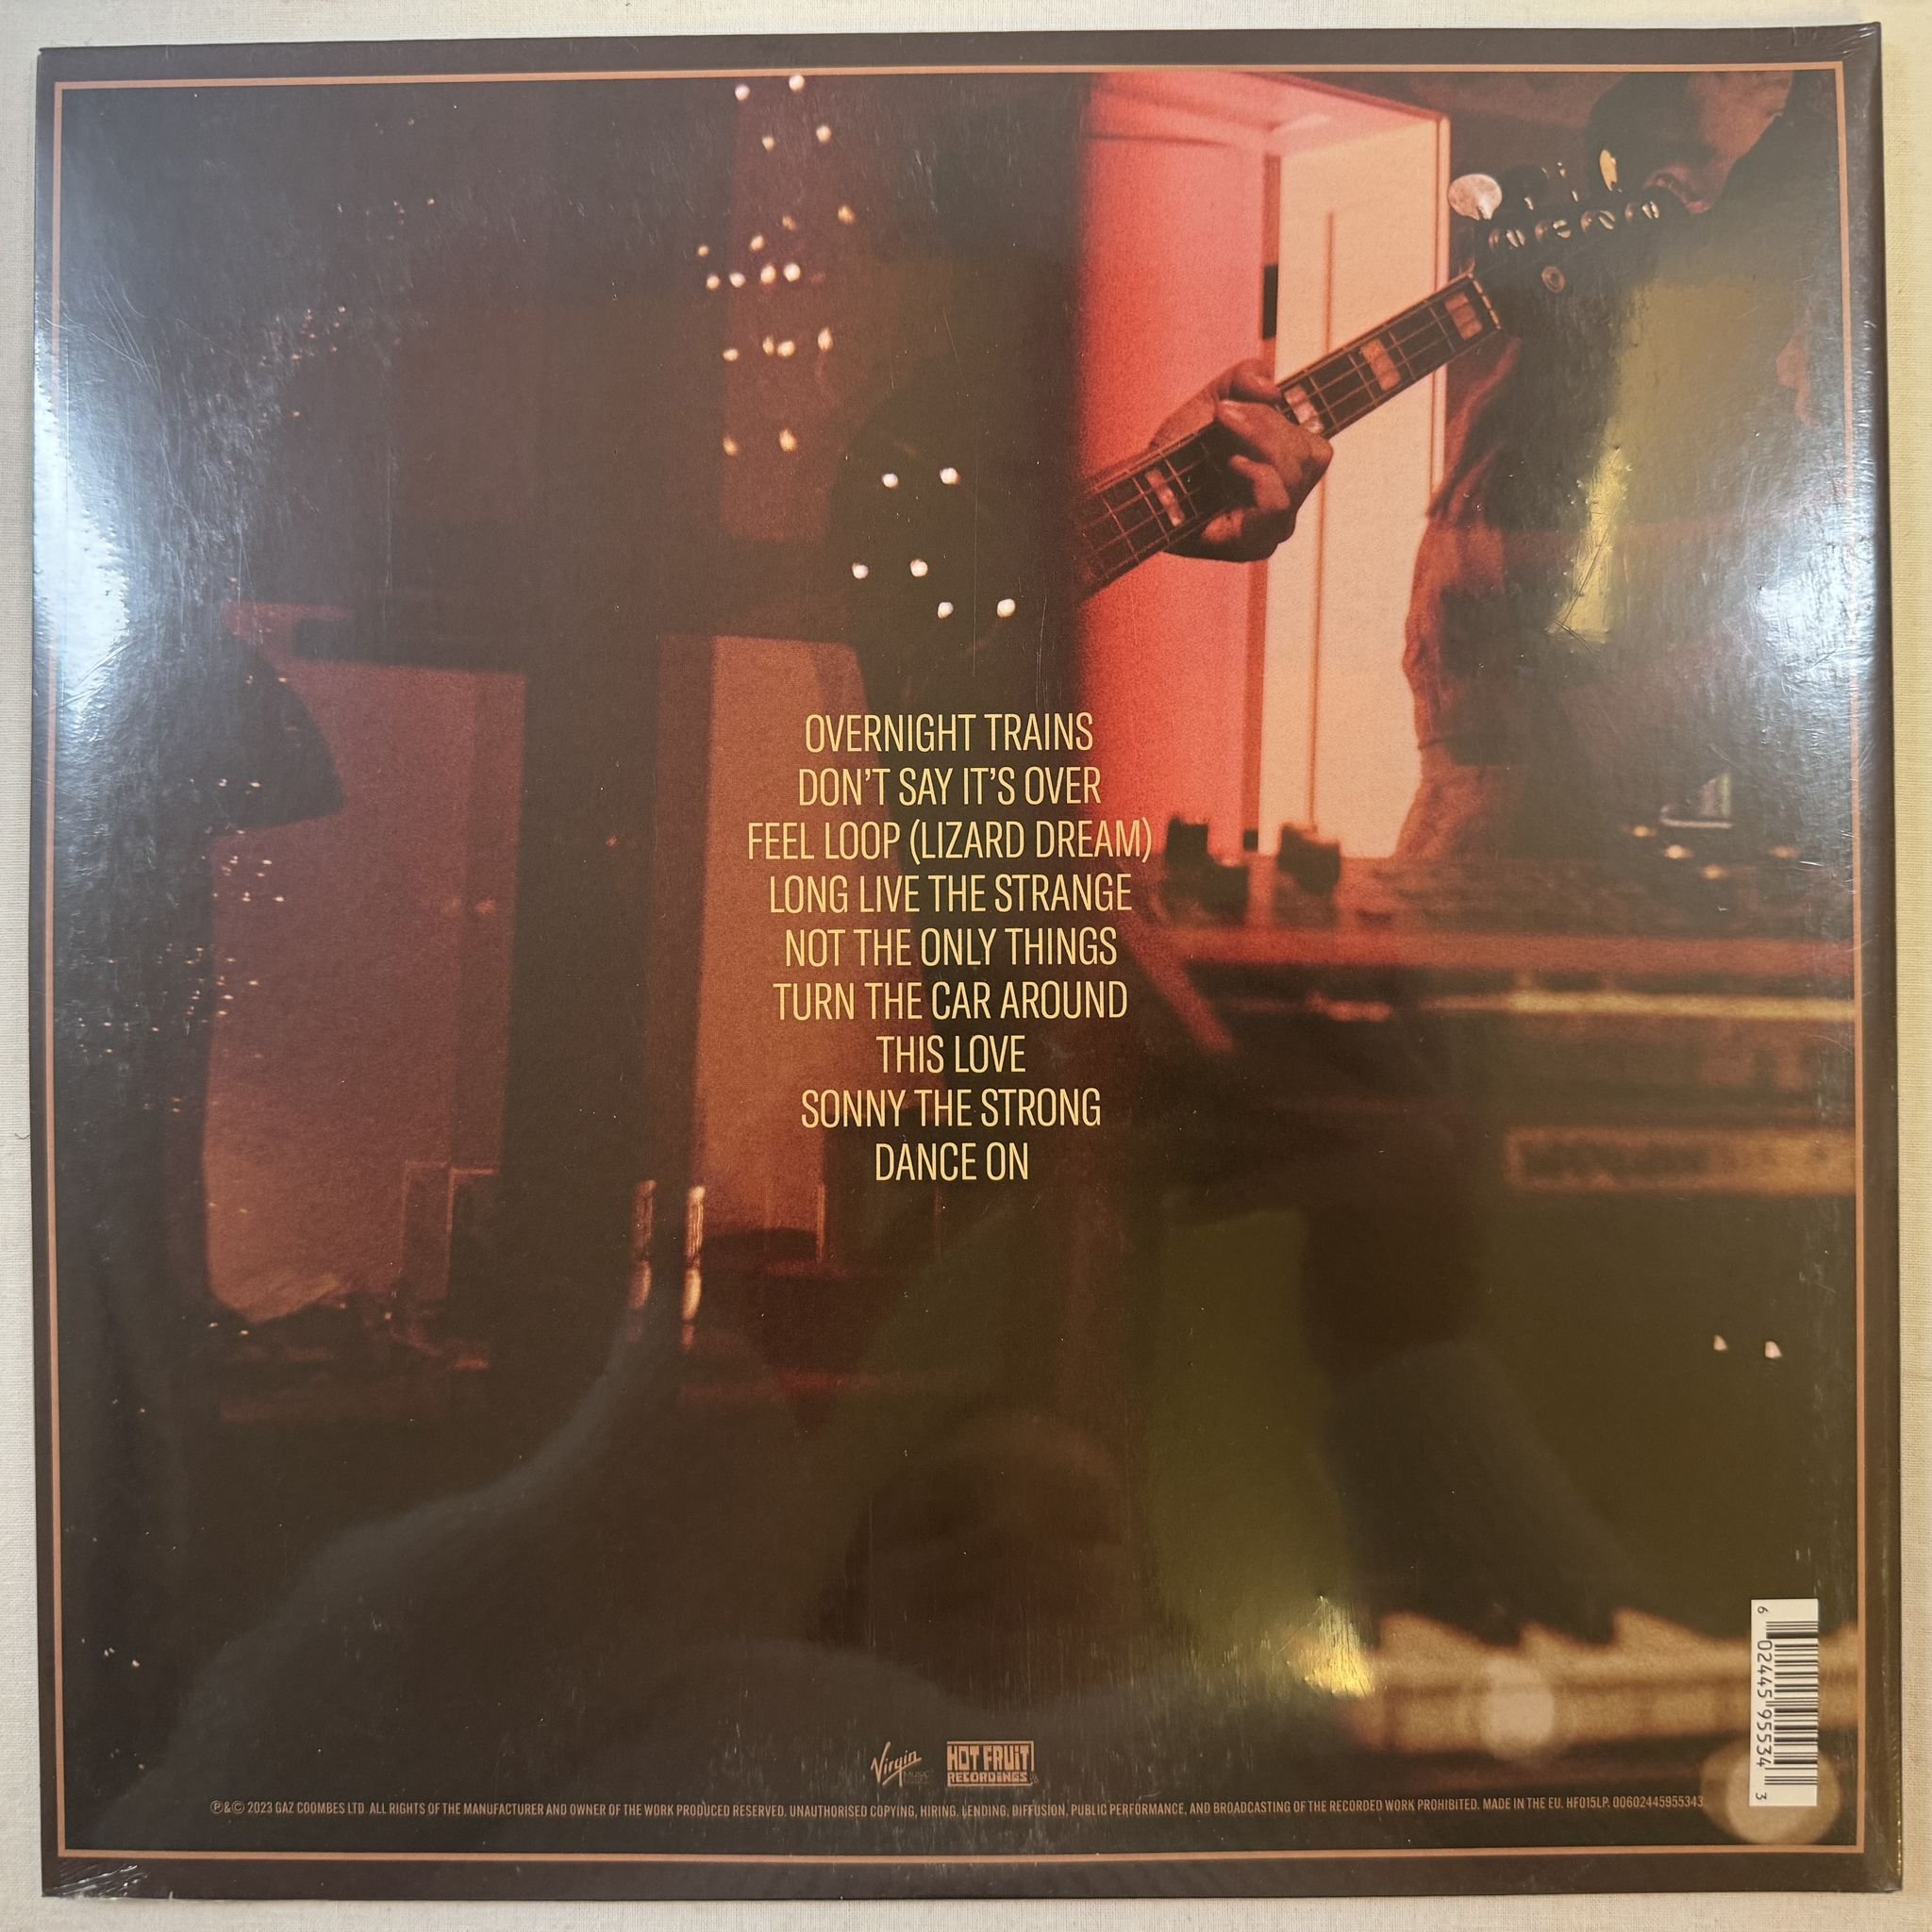 OVERNIGHT TRAINS
DON'T SAY IT'S OVER
FEEL LOOP (LIZARD DREAM)
LONG LIVE THE STRANGE
NOT THE ONLY THINGS
TURN THE CAR AROUND
THIS LOVE
SONNY THE STRONG
DANCE ON
Virgin
MUSIC
HOT FRUIT
RECORDINGS
℗&© 2023 GAZ COOMBES LTD. ALL RIGHTS OF THE MANUFACTURER AND OWNER OF THE WORK PRODUCED RESERVED. UNAUTHORISED COPYING, HIRING, LENDING, DIFFUSION, PUBLIC PERFORMANCE, AND BROADCASTING OF THE RECORDED WORK PROHIBITED. MADE IN THE EU. HF015LP. 00602445955343
6 02445 95534 3